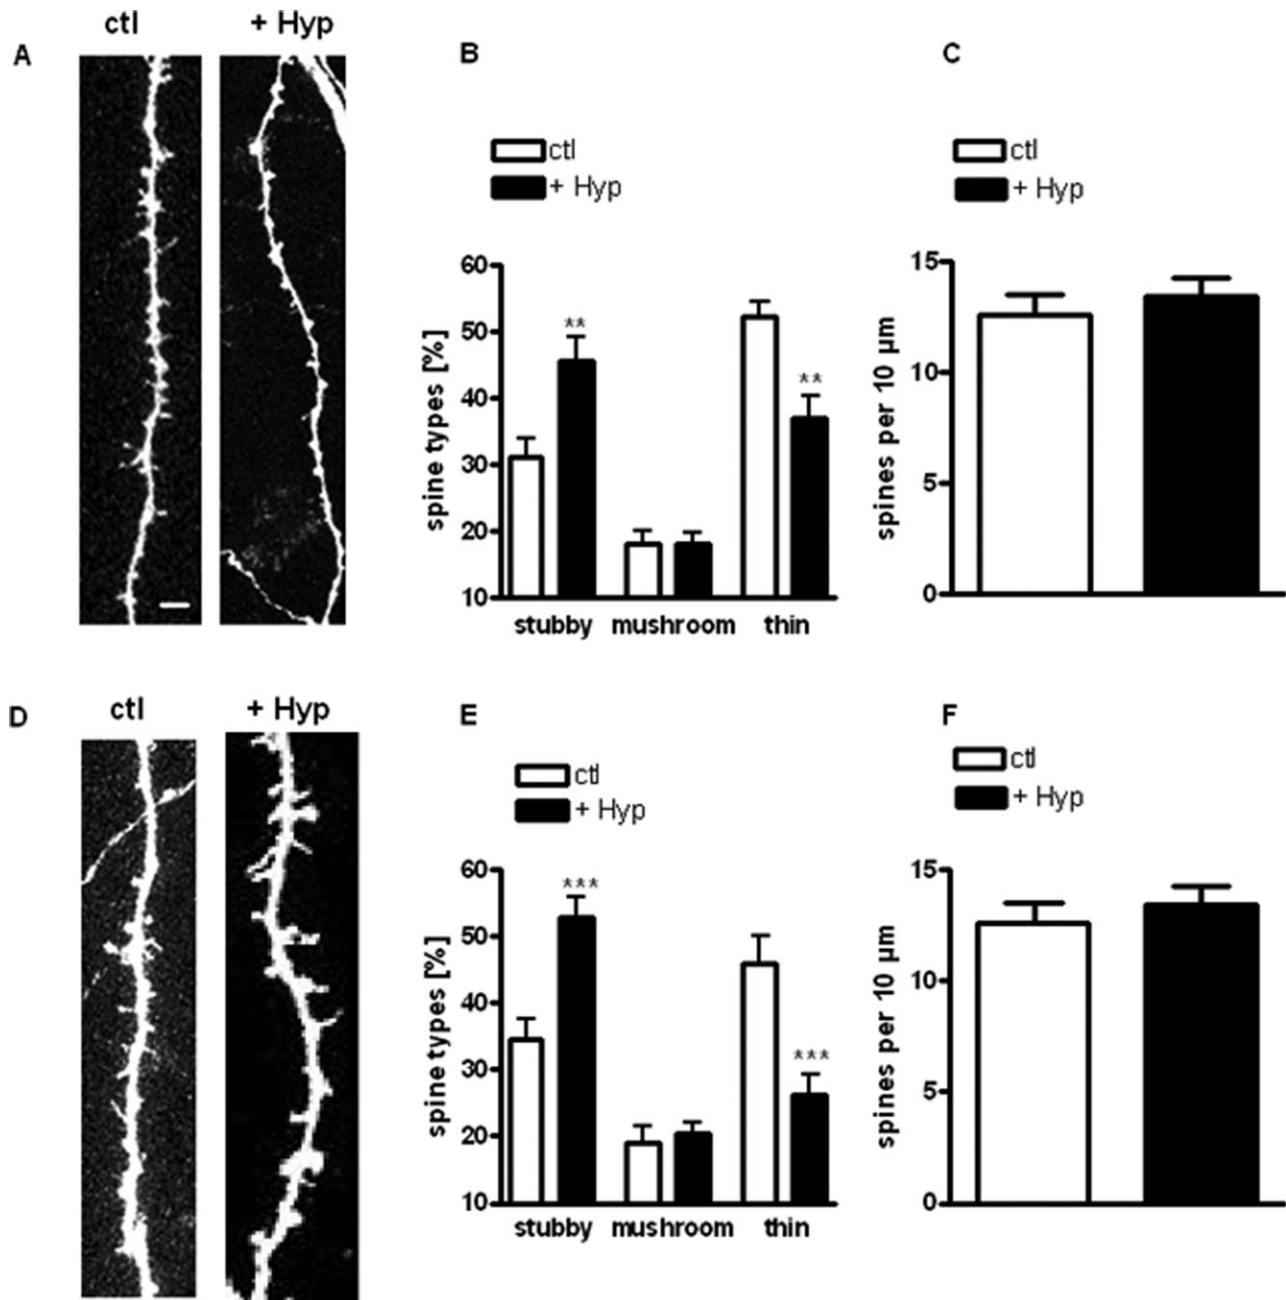 A
ctl
+ Hyp
B
ctl
+ Hyp
spine types [%]
60
50
40
30
20
10
**
**
stubby
mushroom
thin
C
ctl
+ Hyp
spines per 10 µm
15
10
5
0
D
ctl
+ Hyp
E
ctl
+ Hyp
spine types [%]
60
50
40
30
20
10
***
***
stubby
mushroom
thin
F
ctl
+ Hyp
spines per 10 µm
15
10
5
0